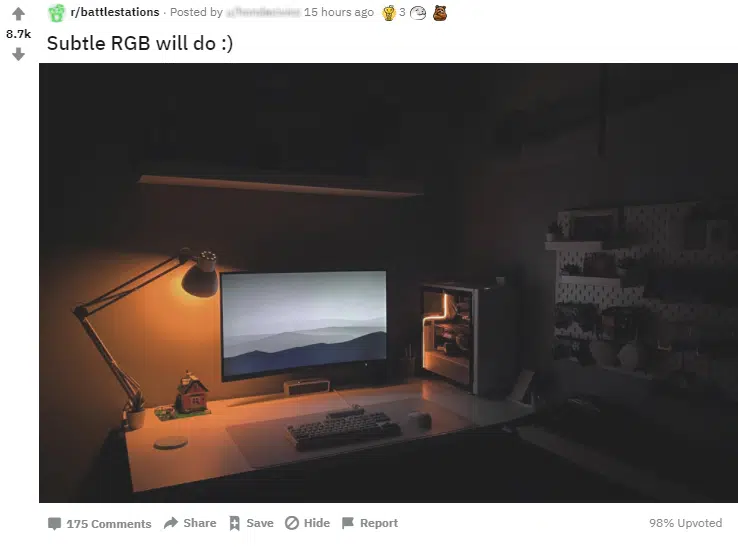 r/battlestations · Posted by 15 hours ago 3
8.7k
Subtle RGB will do :)
175 Comments Share Save Hide Report 98% Upvoted